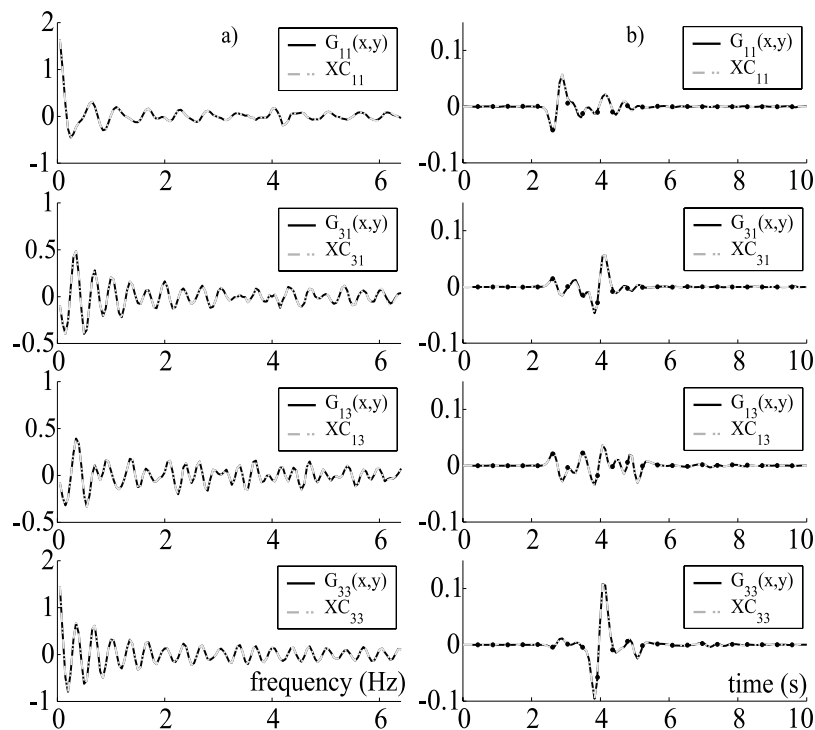 a)
2
1
0
-1
0 2 4 6
G11(x,y)
XC11
1
0.5
0
-0.5
0 2 4 6
G31(x,y)
XC31
1
0.5
0
-0.5
0 2 4 6
G13(x,y)
XC13
2
1
0
-1
0 2 4 6
G33(x,y)
XC33
frequency (Hz)
b)
0.1
0
-0.1
0 2 4 6 8 10
G11(x,y)
XC11
0.1
0
-0.1
0 2 4 6 8 10
G31(x,y)
XC31
0.1
0
-0.1
0 2 4 6 8 10
G13(x,y)
XC13
0.1
0
-0.1
0 2 4 6 8 10
G33(x,y)
XC33
time (s)